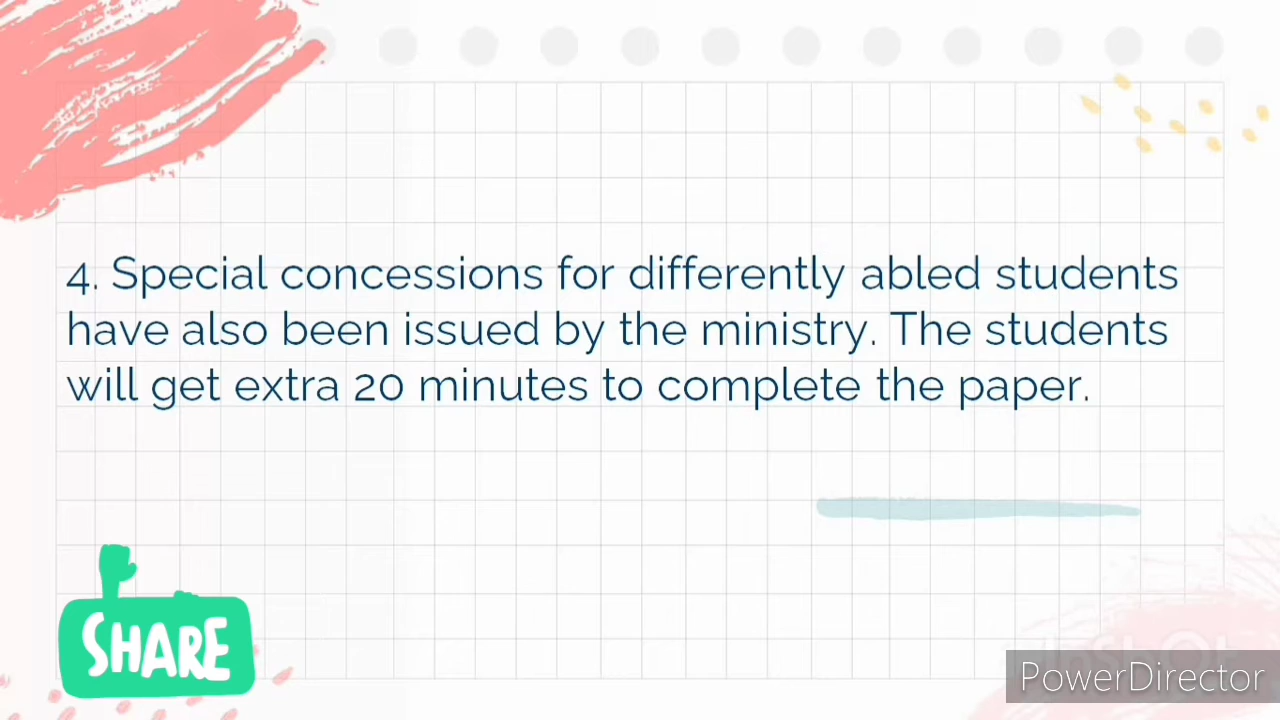 4. Special concessions for differently abled students
have also been issued by the ministry. The students
will get extra 20 minutes to complete the paper.
SHARE
InShOt
PowerDirector